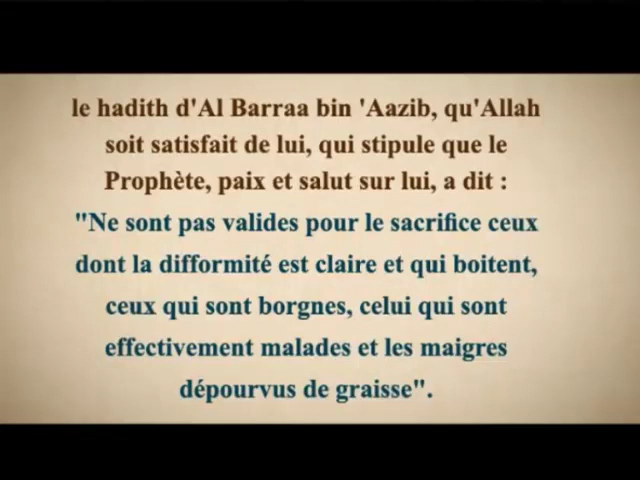 le hadith d'Al Barraa bin 'Aazib, qu'Allah
soit satisfait de lui, qui stipule que le
Prophète, paix et salut sur lui, a dit :
"Ne sont pas valides pour le sacrifice ceux
dont la difformité est claire et qui boitent,
ceux qui sont borgnes, celui qui sont
effectivement malades et les maigres
dépourvus de graisse".